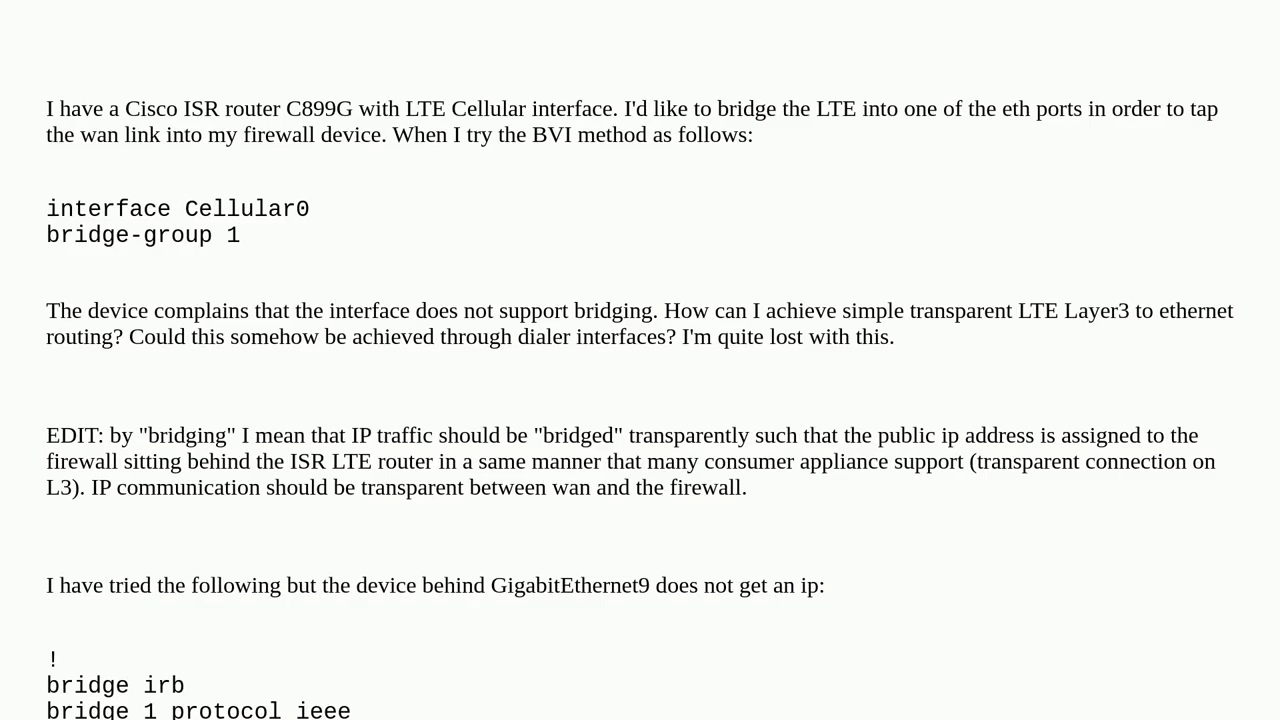 I have a Cisco ISR router C899G with LTE Cellular interface. I'd like to bridge the LTE into one of the eth ports in order to tap
the wan link into my firewall device. When I try the BVI method as follows:
interface Cellular0
bridge-group 1
The device complains that the interface does not support bridging. How can I achieve simple transparent LTE Layer3 to ethernet
routing? Could this somehow be achieved through dialer interfaces? I'm quite lost with this.
EDIT: by "bridging" I mean that IP traffic should be "bridged" transparently such that the public ip address is assigned to the
firewall sitting behind the ISR LTE router in a same manner that many consumer appliance support (transparent connection on
L3). IP communication should be transparent between wan and the firewall.
I have tried the following but the device behind GigabitEthernet9 does not get an ip:
!
bridge irb
bridge 1 protocol ieee